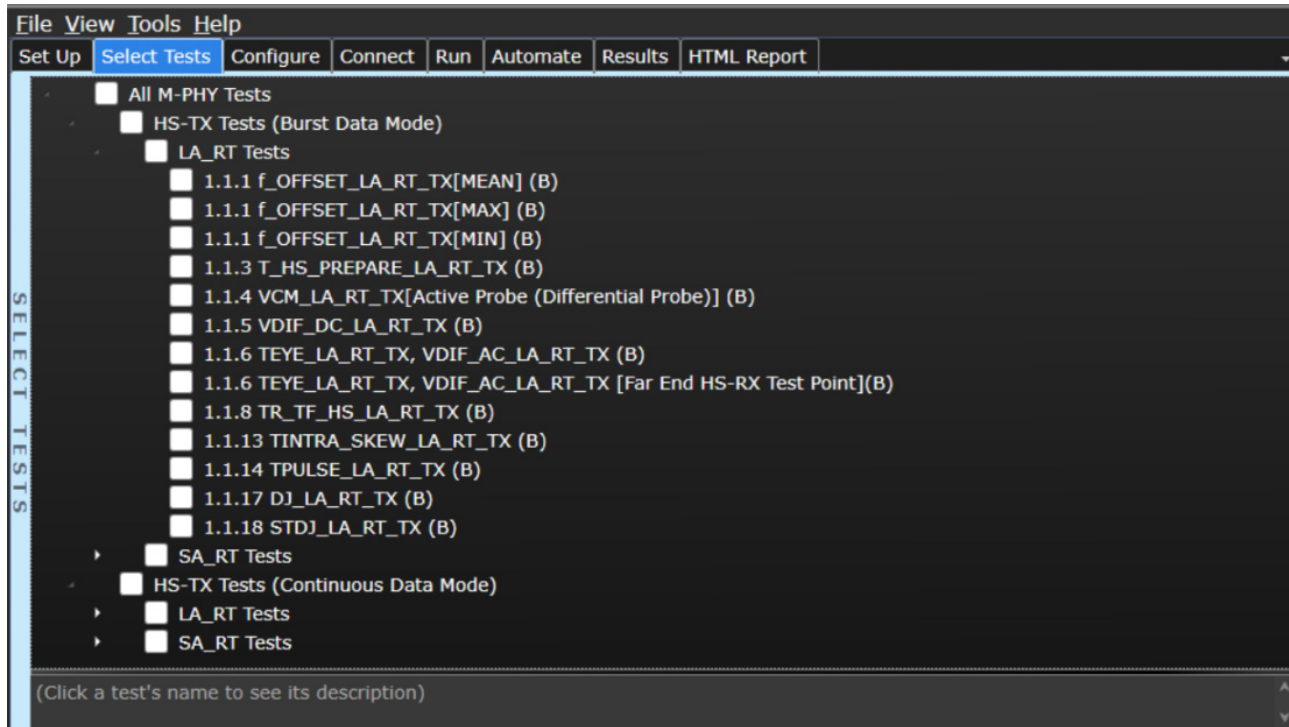 File View Tools Help
Set Up Select Tests Configure Connect Run Automate Results HTML Report
All M-PHY Tests
HS-TX Tests (Burst Data Mode)
LA_RT Tests
1.1.1 f_OFFSET_LA_RT_TX[MEAN] (B)
1.1.1 f_OFFSET_LA_RT_TX[MAX] (B)
1.1.1 f_OFFSET_LA_RT_TX[MIN] (B)
1.1.3 T_HS_PREPARE_LA_RT_TX (B)
1.1.4 VCM_LA_RT_TX[Active Probe (Differential Probe)] (B)
1.1.5 VDIF_DC_LA_RT_TX (B)
1.1.6 TEYE_LA_RT_TX, VDIF_AC_LA_RT_TX (B)
1.1.6 TEYE_LA_RT_TX, VDIF_AC_LA_RT_TX [Far End HS-RX Test Point](B)
1.1.8 TR_TF_HS_LA_RT_TX (B)
1.1.13 TINTRA_SKEW_LA_RT_TX (B)
1.1.14 TPULSE_LA_RT_TX (B)
1.1.17 DJ_LA_RT_TX (B)
1.1.18 STDJ_LA_RT_TX (B)
SA_RT Tests
HS-TX Tests (Continuous Data Mode)
LA_RT Tests
SA_RT Tests
SELECT TESTS
(Click a test's name to see its description)